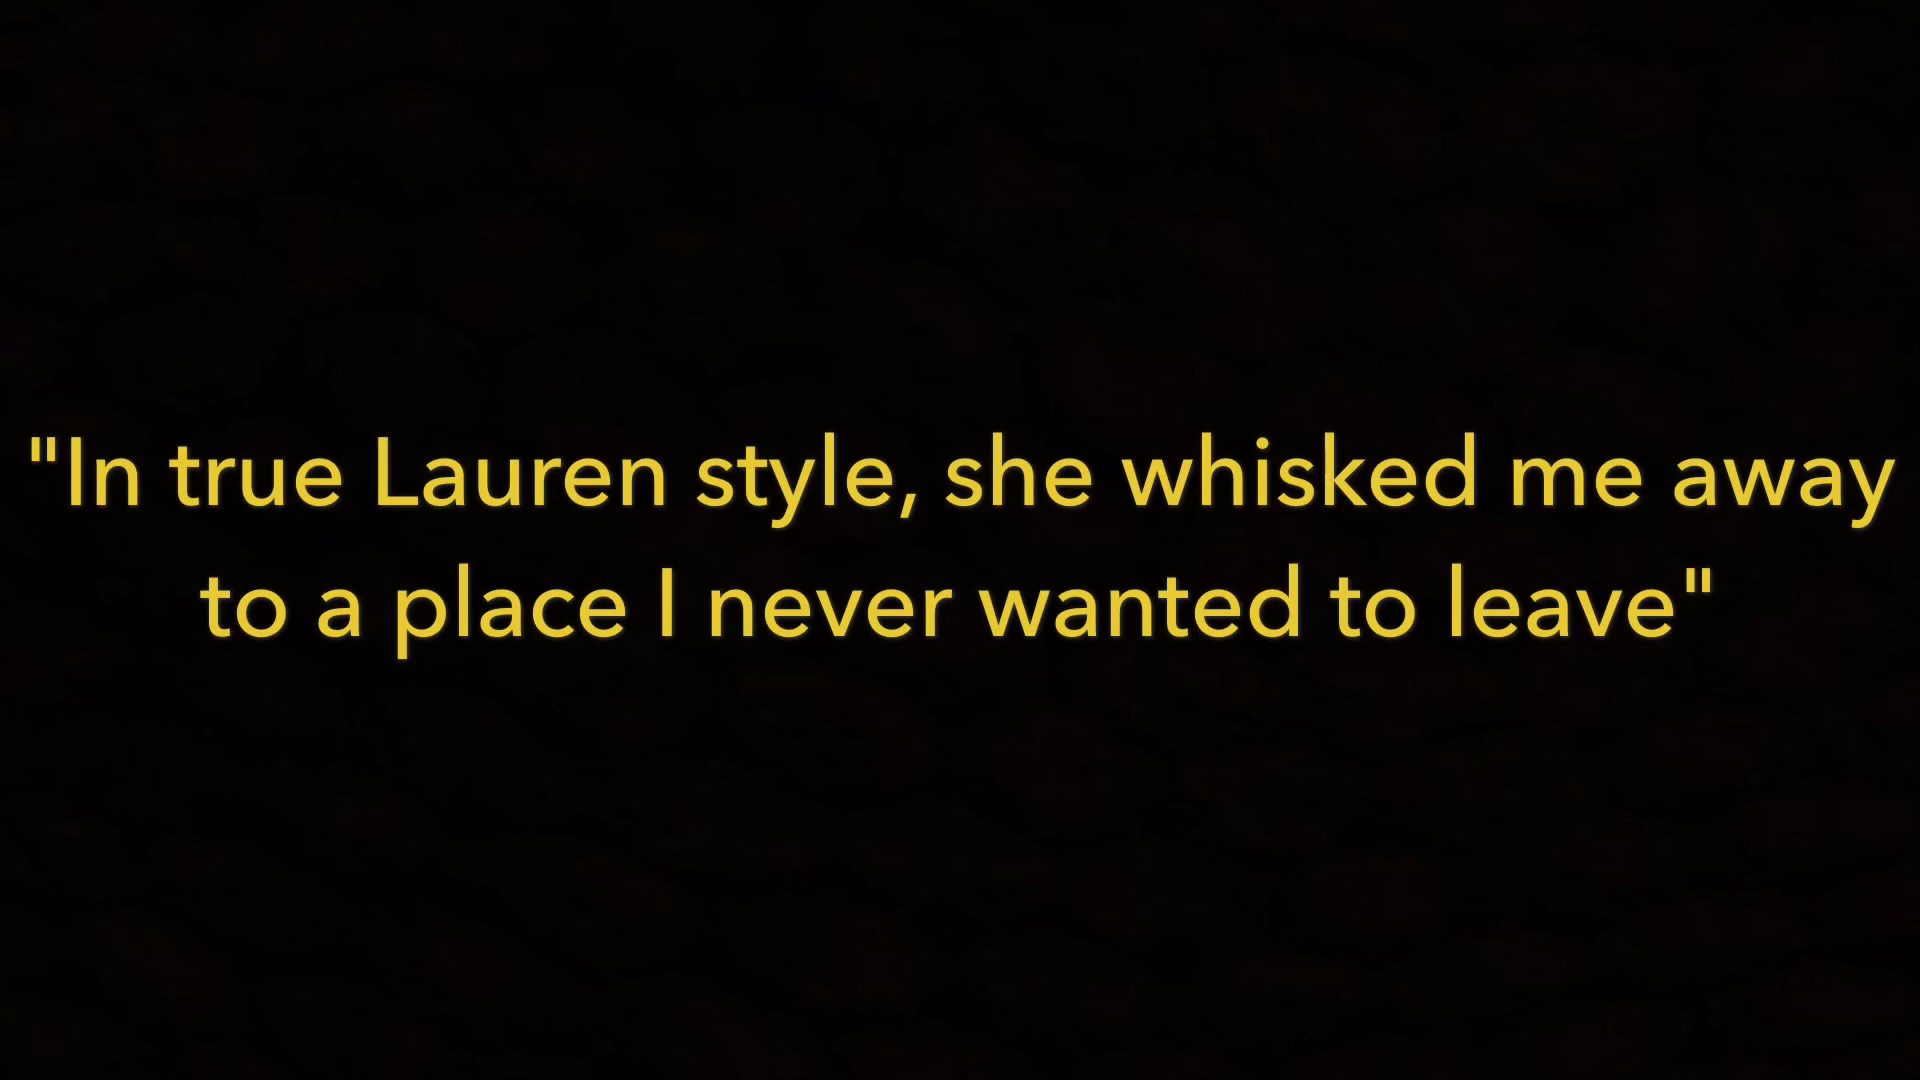 "In true Lauren style, she whisked me away
to a place I never wanted to leave"